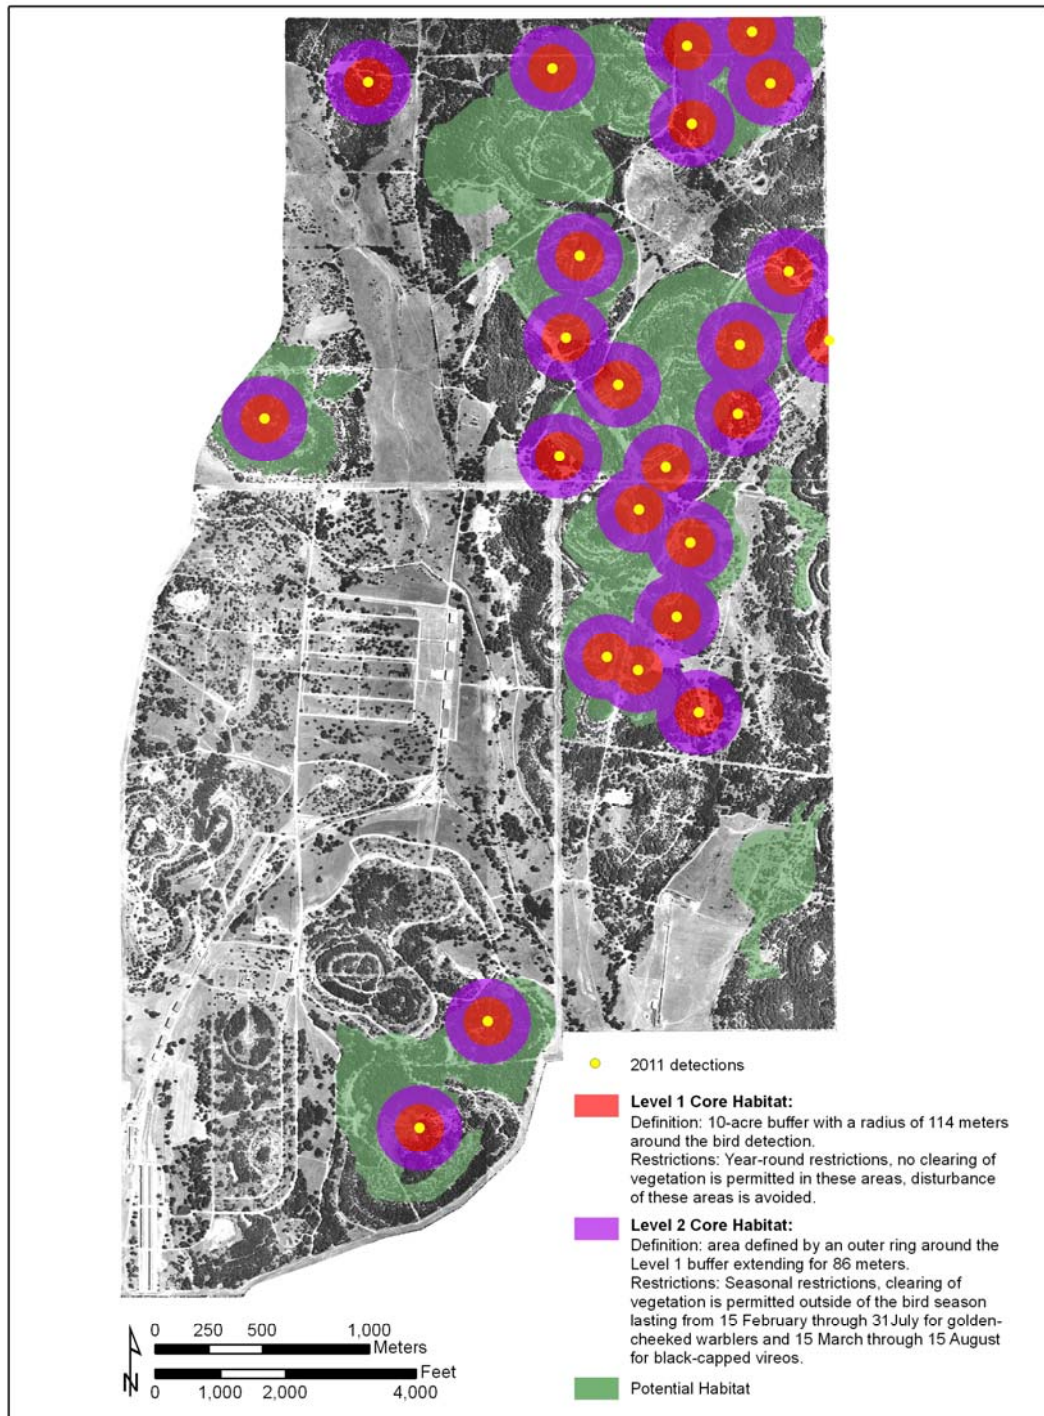 2011 detections
Level 1 Core Habitat:
Definition: 10-acre buffer with a radius of 114 meters
around the bird detection.
Restrictions: Year-round restrictions, no clearing of
vegetation is permitted in these areas, disturbance
of these areas is avoided.
Level 2 Core Habitat:
Definition: area defined by an outer ring around the
Level 1 buffer extending for 86 meters.
Restrictions: Seasonal restrictions, clearing of
vegetation is permitted outside of the bird season
lasting from 15 February through 31July for golden-
cheeked warblers and 15 March through 15 August
for black-capped vireos.
Potential Habitat
0 250 500 1,000
Meters
Feet
0 1,000 2,000 4,000
N